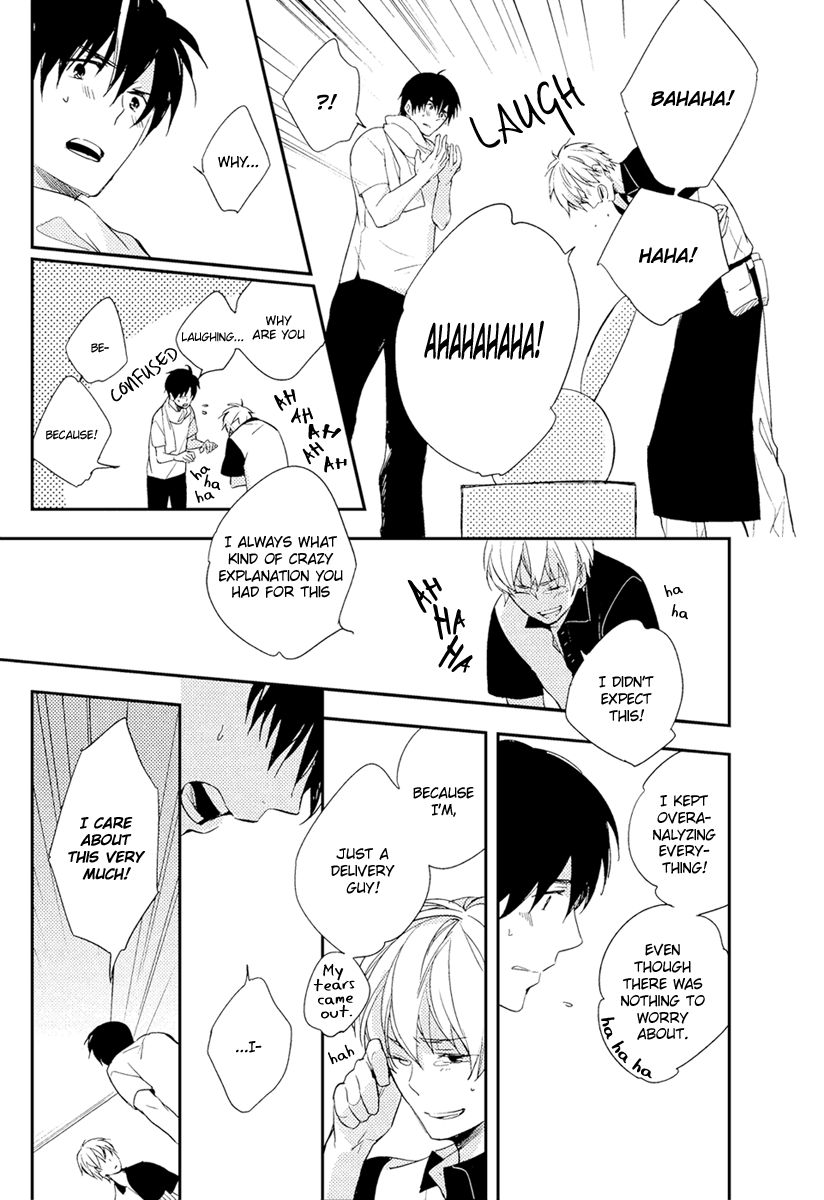 BAHAHA!
HAHA!
LAUGH
AHAHAHAHA!
?!
WHY...
WHY
ARE YOU
LAUGHING...
CONFUSED
AH
AH
AH
AH
AH
ha
ha
ha
BE-
BECAUSE!
ha
ha
I DIDN'T
EXPECT
THIS!
AH
HA
HA
I ALWAYS WHAT
KIND OF CRAZY
EXPLANATION YOU
HAD FOR THIS
I KEPT
OVERA-
NALYZING
EVERY-
THING!
EVEN
THOUGH
THERE WAS
NOTHING TO
WORRY
ABOUT.
ha ha ha
BECAUSE
I'M,
JUST A
DELIVERY
GUY!
My
tears
came
out.
hah
...I-
I CARE
ABOUT
THIS VERY
MUCH!